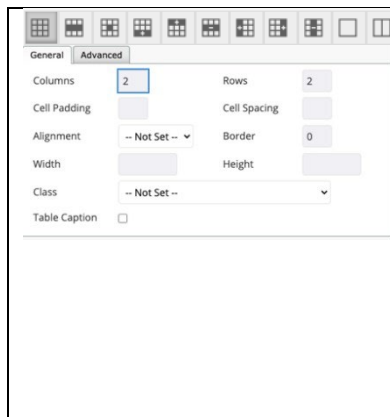 General Advanced
Columns 2 Rows 2
Cell Padding Cell Spacing
Alignment -- Not Set -- Border 0
Width Height
Class -- Not Set --
Table Caption